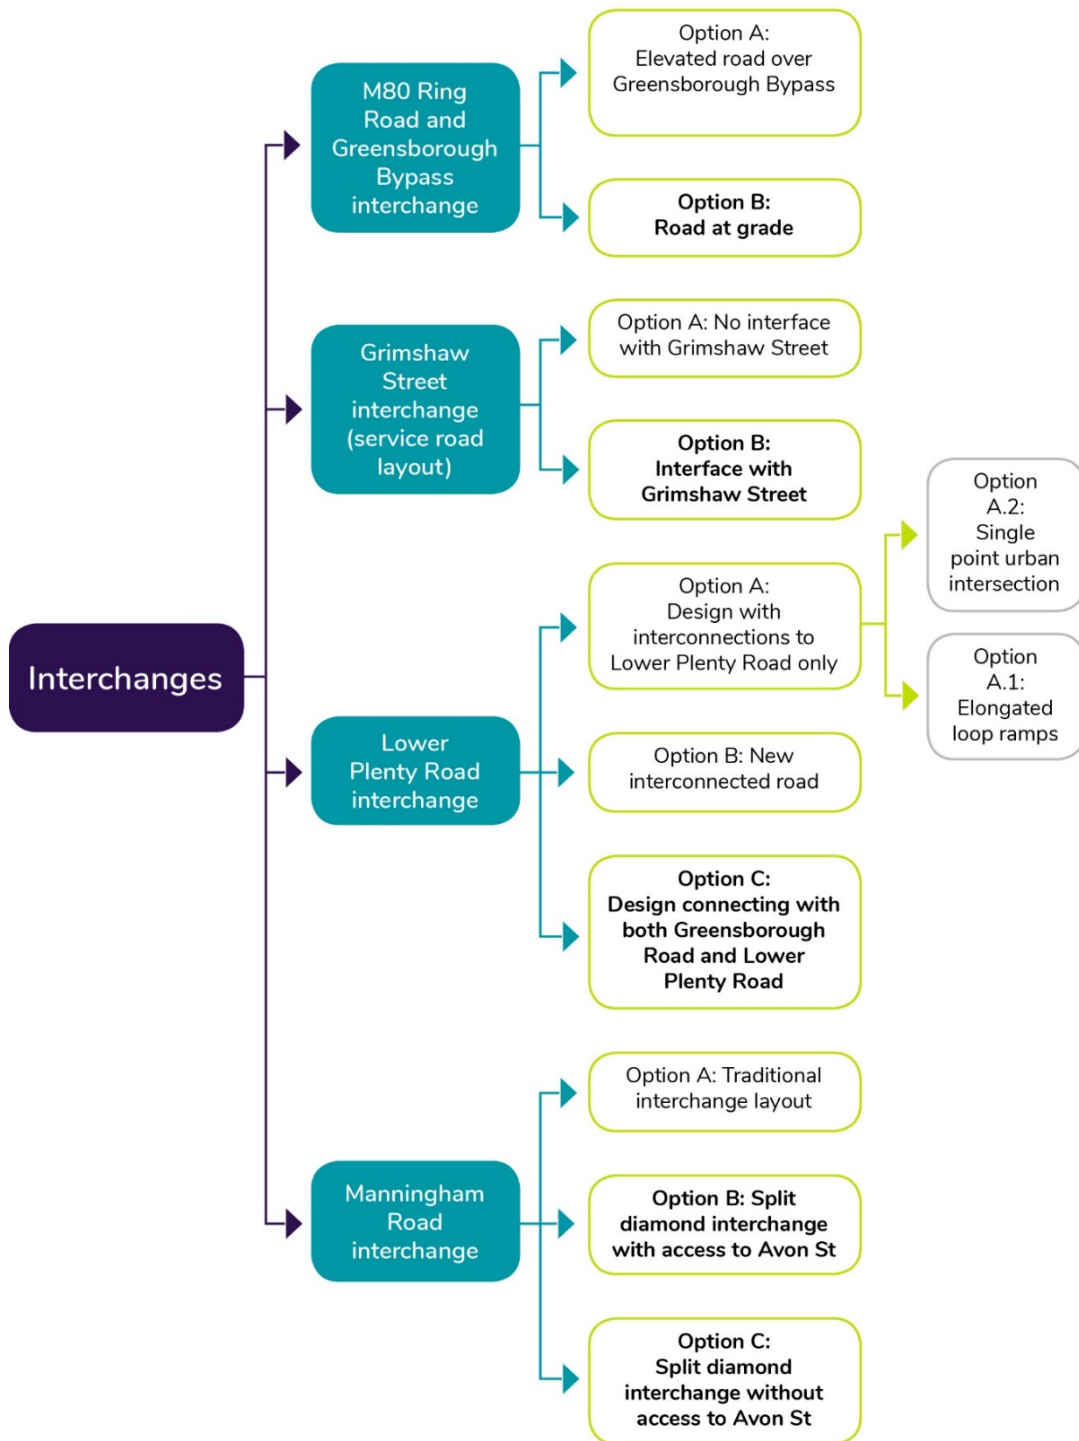 Interchanges
M80 Ring
Road and
Greensborough
Bypass
interchange
Option A:
Elevated road over
Greensborough Bypass
Option B:
Road at grade
Grimshaw
Street
interchange
(service road
layout)
Option A: No interface
with Grimshaw Street
Option B:
Interface with
Grimshaw Street
Lower
Plenty Road
interchange
Option A:
Design with
interconnections to
Lower Plenty Road only
Option
A.2:
Single
point urban
intersection
Option
A.1:
Elongated
loop ramps
Option B: New
interconnected road
Option C:
Design connecting with
both Greensborough
Road and Lower
Plenty Road
Manningham
Road
interchange
Option A: Traditional
interchange layout
Option B: Split
diamond interchange
with access to Avon St
Option C:
Split diamond
interchange without
access to Avon St